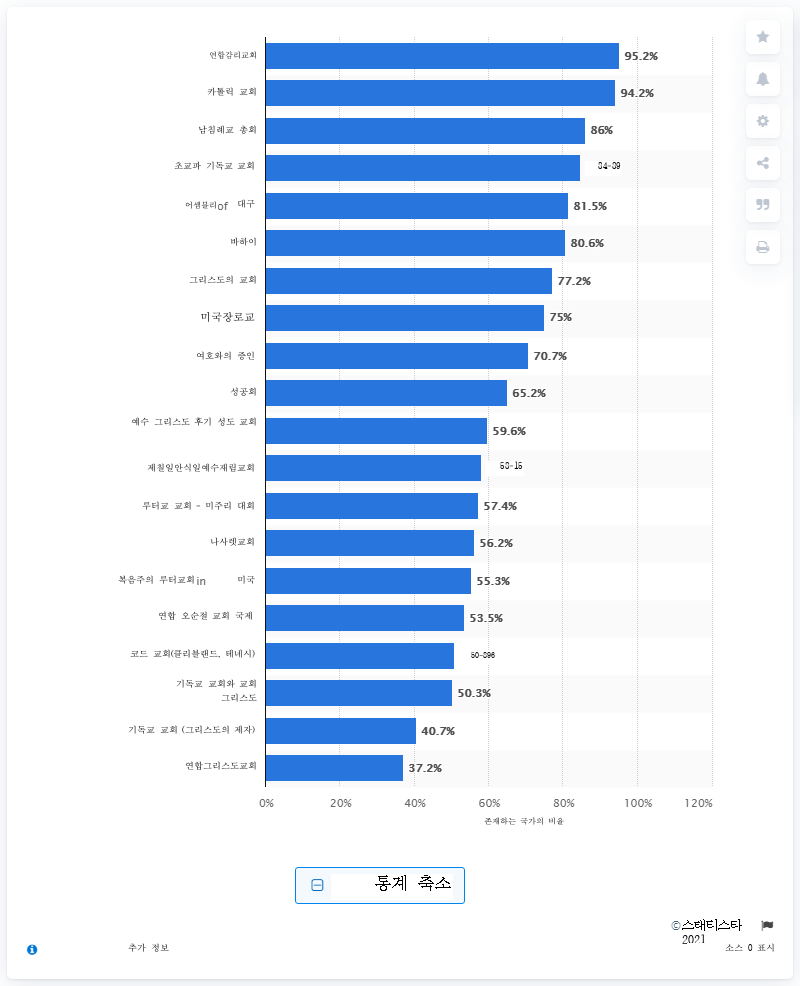 연합감리교회 95.2%
카톨릭 교회 94.2%
남침례교 총회 86%
초교파 기독교 교회 84-89
어셈블리of 대구 81.5%
바하이 80.6%
그리스도의 교회 77.2%
미국장로교 75%
여호와의 증인 70.7%
성공회 65.2%
예수 그리스도 후기 성도 교회 59.6%
제칠일안식일예수재림교회 58-15
루터교 교회 - 미주리 대회 57.4%
나사렛교회 56.2%
복음주의 루터교회in 미국 55.3%
연합 오순절 교회 국제 53.5%
코드 교회(클리블랜드, 테네시) 50-896
기독교 교회와 교회
그리스도 50.3%
기독교 교회 (그리스도의 제자) 40.7%
연합그리스도교회 37.2%
0% 20% 40% 60% 80% 100% 120%
존재하는 국가의 비율
통계 축소
©스태티스타
2021
추가 정보 소스 0 표시